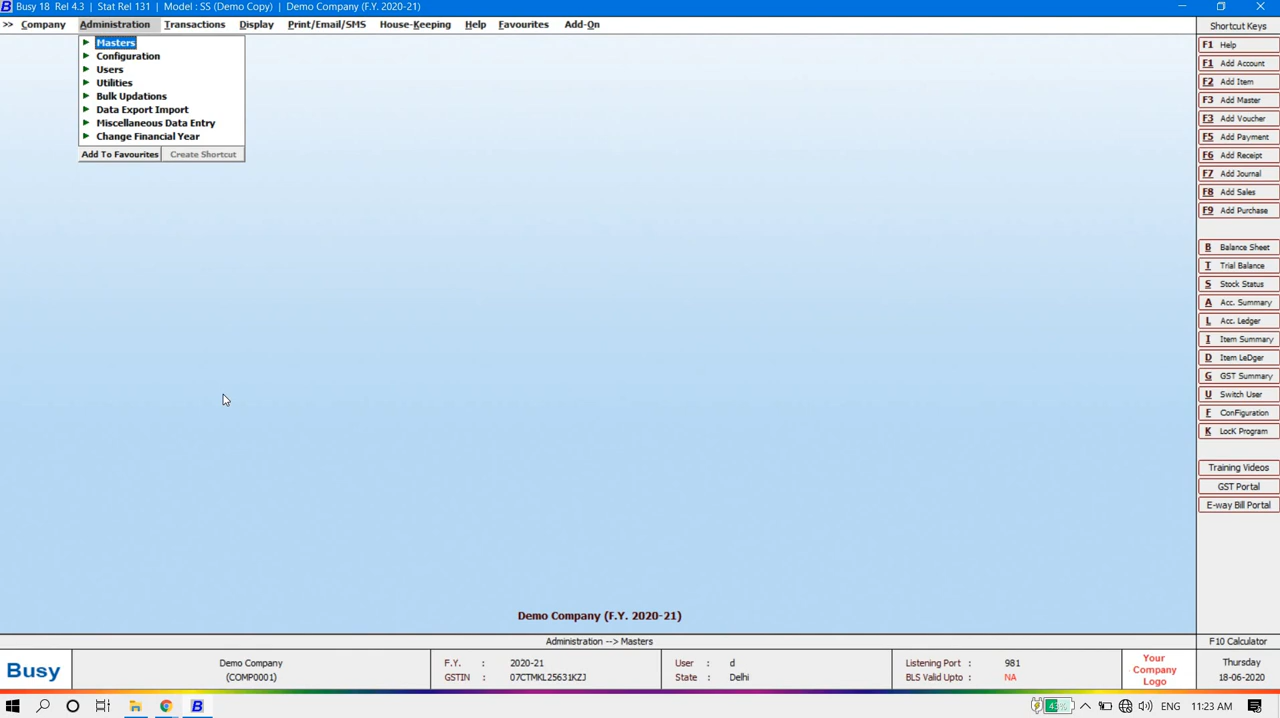 Busy 18 Rel 4.3 | Stat Rel 131 | Model : SS (Demo Copy) | Demo Company (F.Y. 2020-21)
>> Company Administration Transactions Display Print/Email/SMS House-Keeping Help Favourites Add-On
Masters
Configuration
Users
Utilities
Bulk Updations
Data Export Import
Miscellaneous Data Entry
Change Financial Year
Add To Favourites Create Shortcut
Shortcut Keys
F1 Help
F1 Add Account
F2 Add Item
F3 Add Master
F3 Add Voucher
F5 Add Payment
F6 Add Receipt
F7 Add Journal
F8 Add Sales
F9 Add Purchase
B Balance Sheet
T Trial Balance
S Stock Status
A Acc. Summary
L Acc. Ledger
I Item Summary
D Item LeDger
G GST Summary
U Switch User
F ConFiguration
K LocK Program
Training Videos
GST Portal
E-way Bill Portal
Demo Company (F.Y. 2020-21)
Administration --> Masters F10 Calculator
Busy
Demo Company
(COMP0001)
F.Y. : 2020-21
GSTIN : 07CTMKL25631KZJ
User : d
State : Delhi
Listening Port : 981
BLS Valid Upto : NA
Your
Company
Logo
Thursday
18-06-2020
45% ENG 11:23 AM